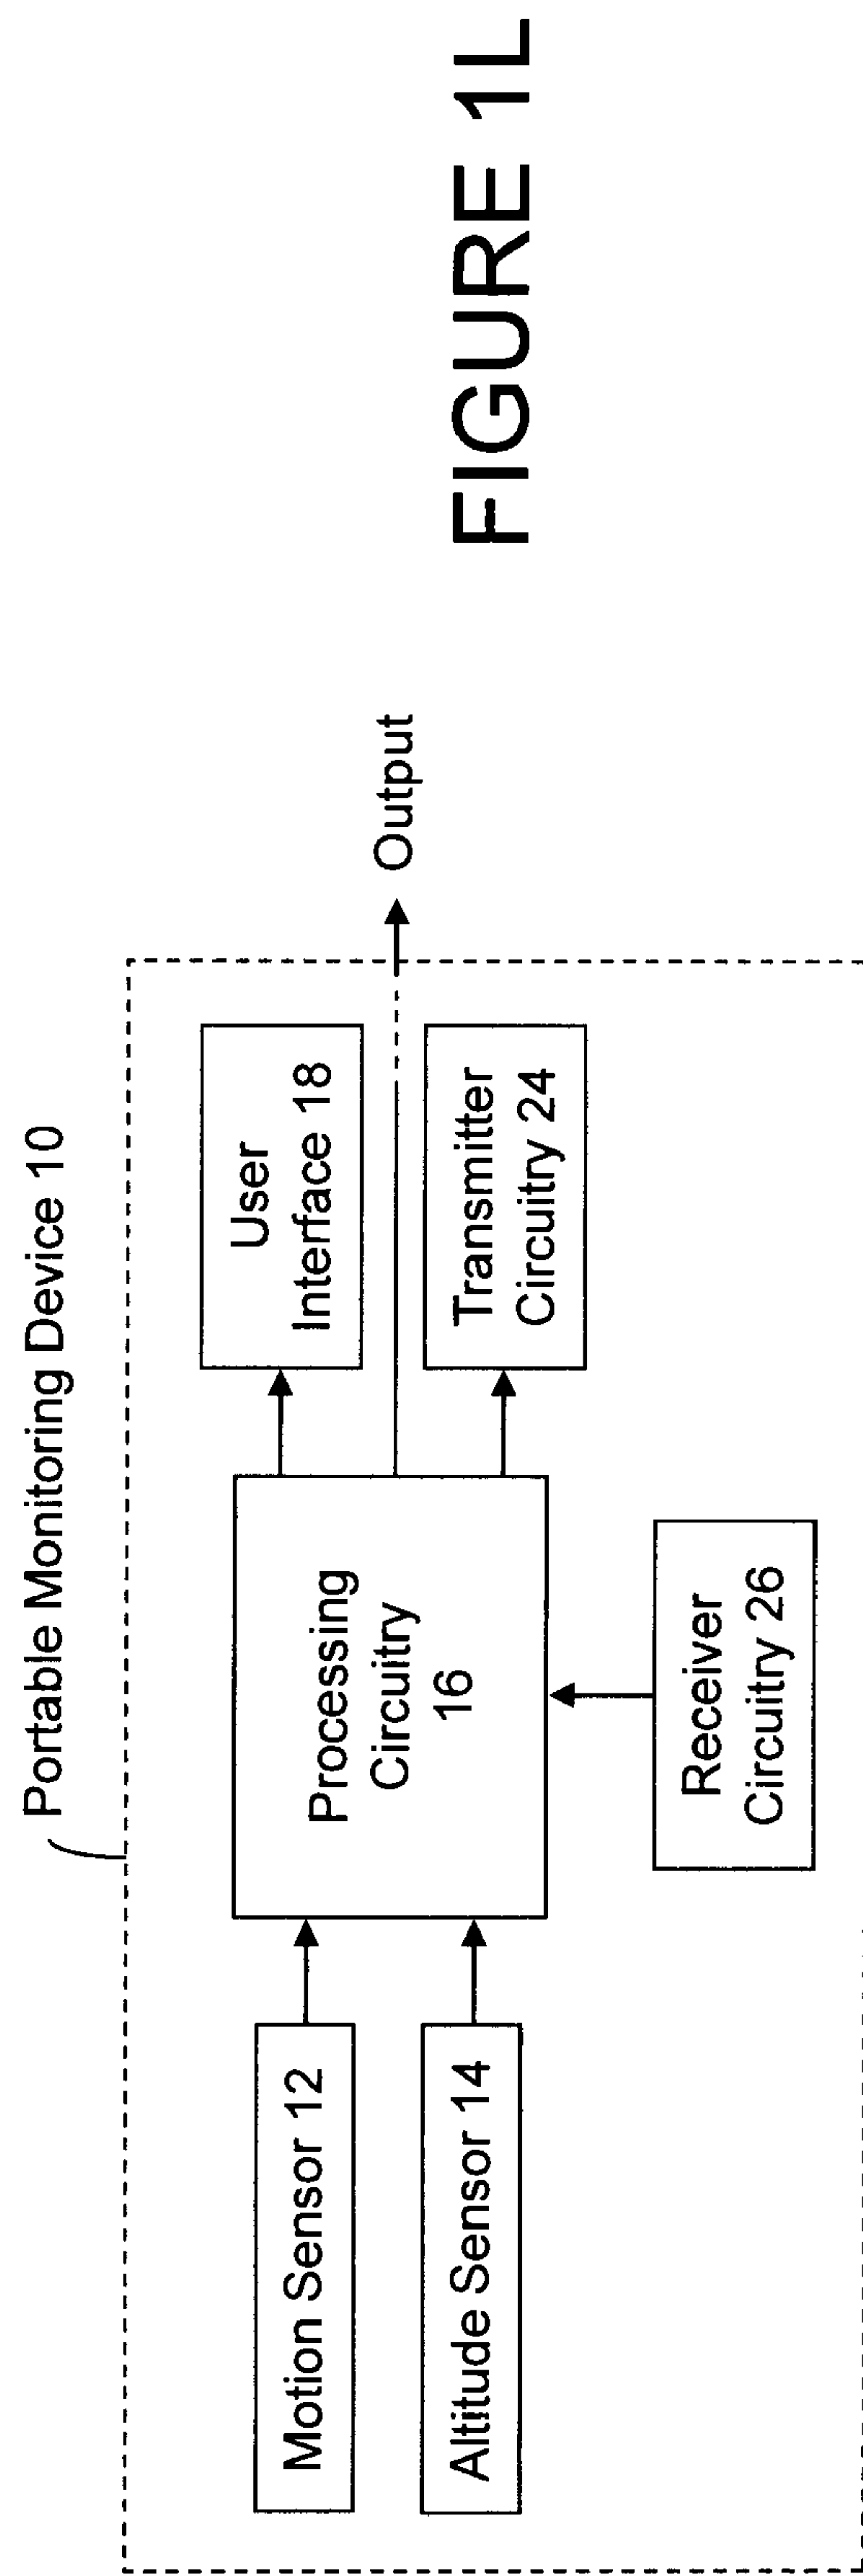 Portable Monitoring Device 10
Motion Sensor 12
Altitude Sensor 14
Processing
Circuitry
16
User
Interface 18
Output
Transmitter
Circuitry 24
Receiver
Circuitry 26
FIGURE 1L